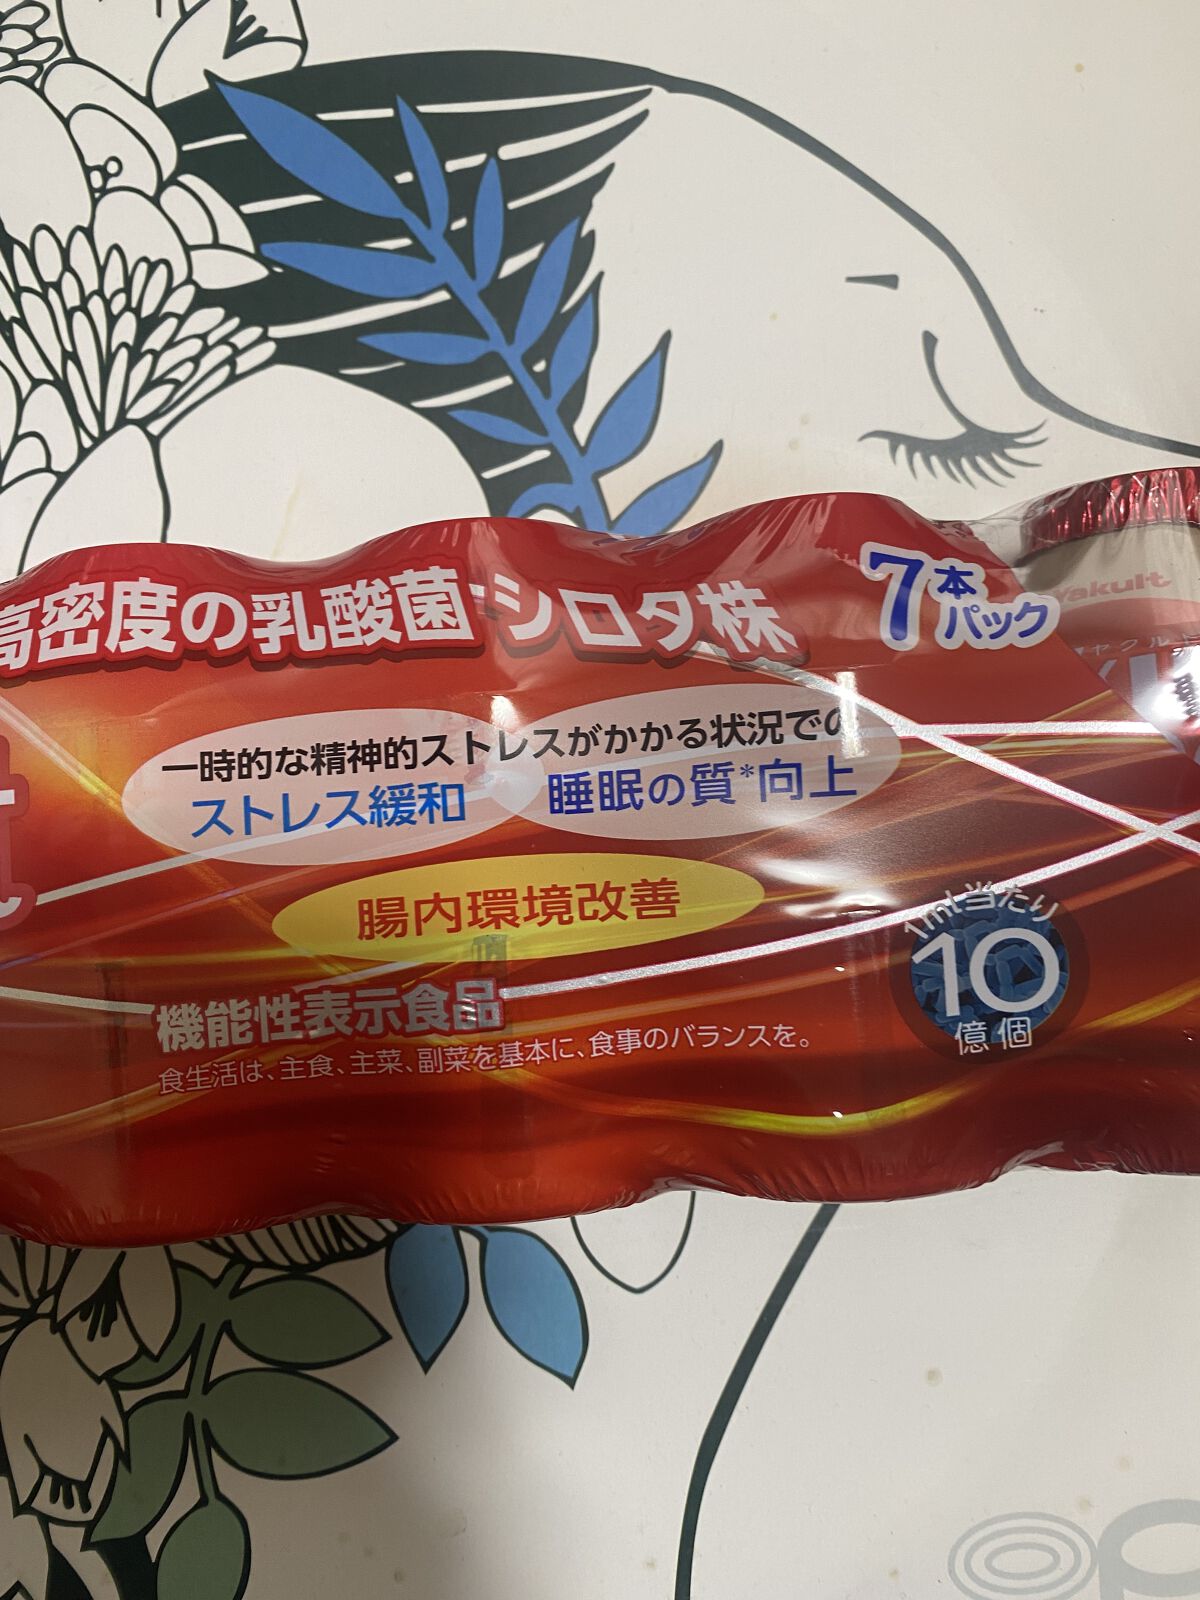 高密度の乳酸菌 シロタ株
7本パック
Yakult
一時的な精神的ストレスがかかる状況での
ストレス緩和
睡眠の質*向上
腸内環境改善
1ml当たり
10
億個
機能性表示食品
食生活は、主食、主菜、副菜を基本に、食事のバランスを。